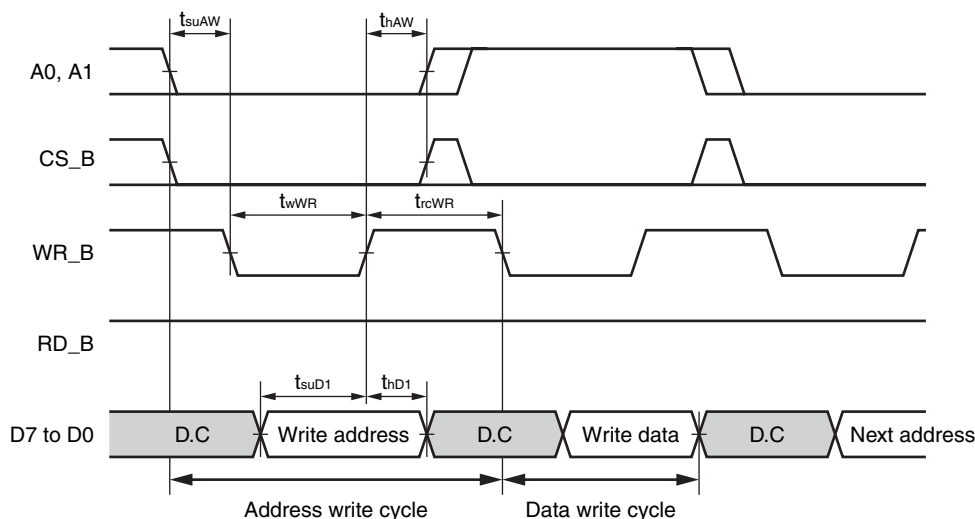 tsuAW thAW
A0, A1
CS_B
twWR trcWR
WR_B
RD_B
tsuD1 thD1
D7 to D0 D.C Write address D.C Write data D.C Next address
Address write cycle Data write cycle